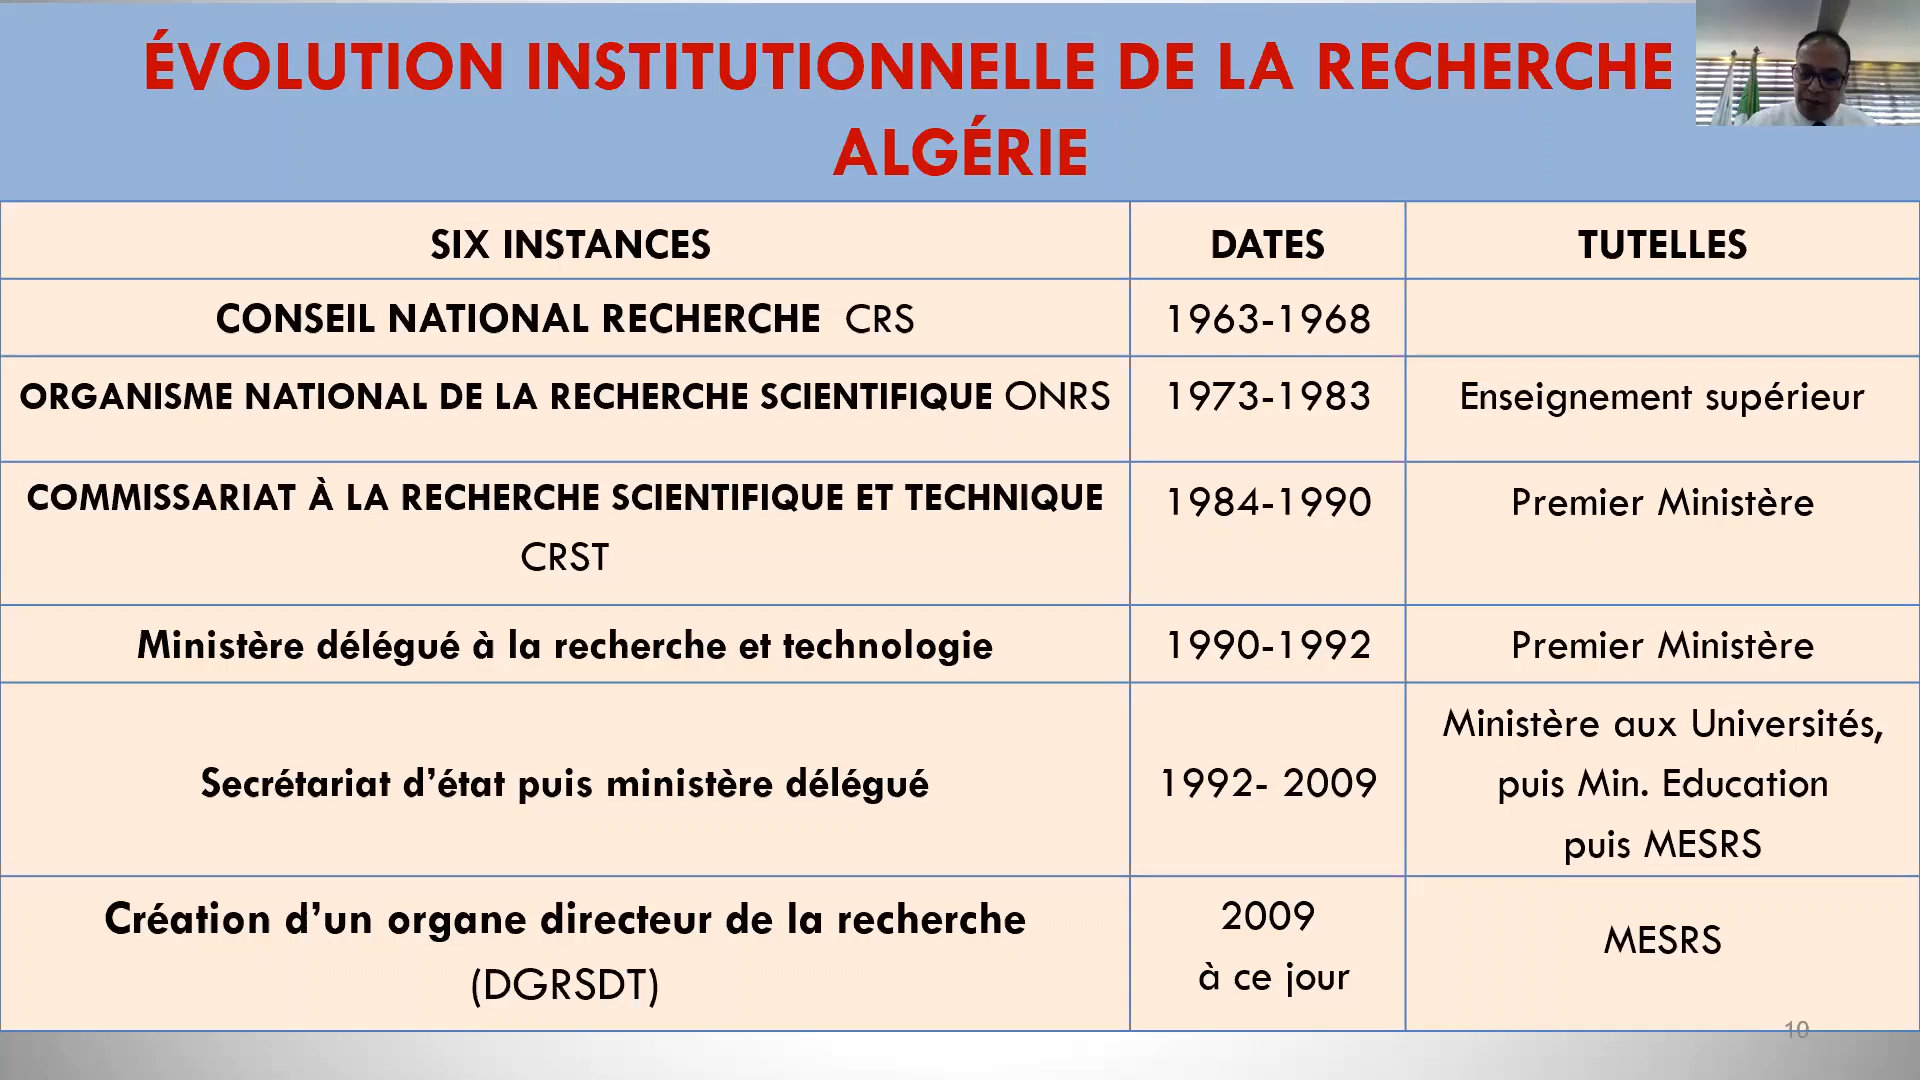 ÉVOLUTION INSTITUTIONNELLE DE LA RECHERCHE
ALGÉRIE
SIX INSTANCES DATES TUTELLES
CONSEIL NATIONAL RECHERCHE CRS 1963-1968
ORGANISME NATIONAL DE LA RECHERCHE SCIENTIFIQUE ONRS 1973-1983 Enseignement supérieur
COMMISSARIAT À LA RECHERCHE SCIENTIFIQUE ET TECHNIQUE
CRST
1984-1990 Premier Ministère
Ministère délégué à la recherche et technologie 1990-1992 Premier Ministère
Secrétariat d’état puis ministère délégué 1992- 2009
Ministère aux Universités,
puis Min. Education
puis MESRS
Création d’un organe directeur de la recherche
(DGRSDT)
2009
à ce jour
MESRS
10